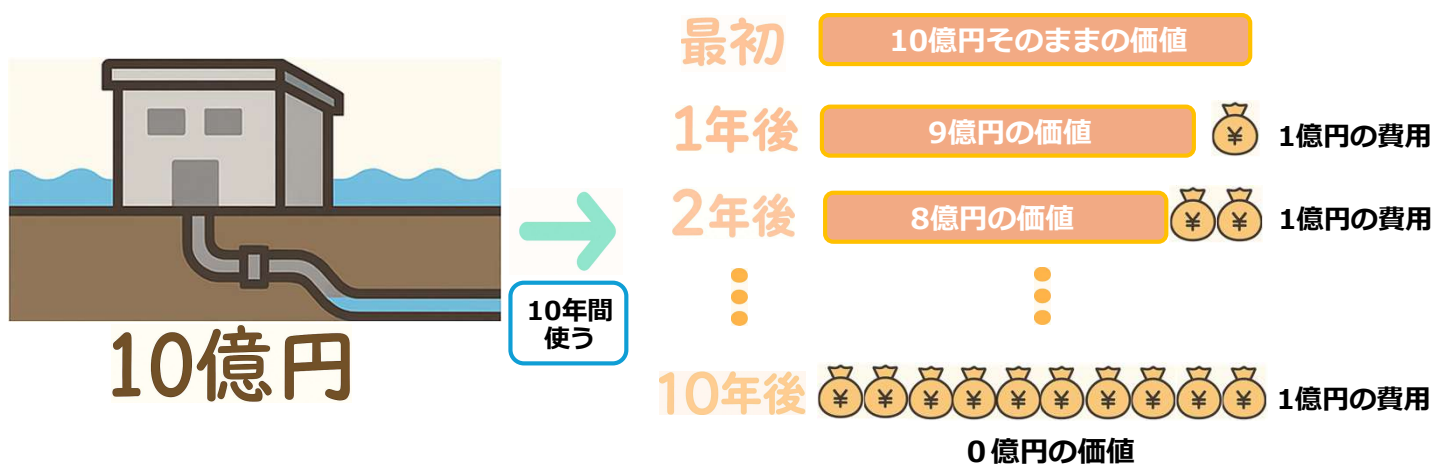 最初
10億円そのままの価値
1年後
9億円の価値
¥
1億円の費用
2年後
8億円の価値
¥ ¥
1億円の費用
10年間
使う
10億円
10年後
¥ ¥ ¥ ¥ ¥ ¥ ¥ ¥ ¥ ¥
1億円の費用
0億円の価値